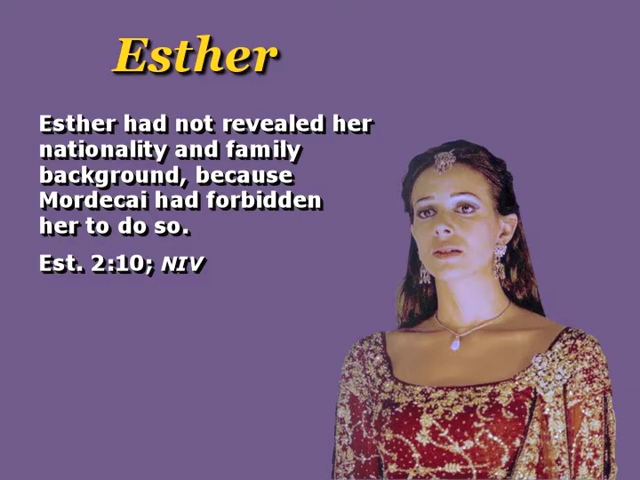 Esther
Esther had not revealed her
nationality and family
background, because
Mordecai had forbidden
her to do so.
Est. 2:10; NIV